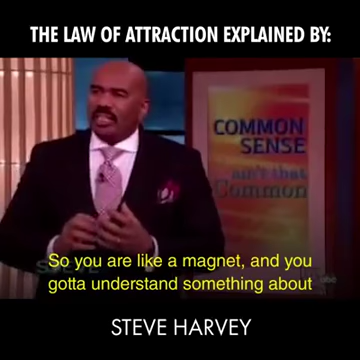 THE LAW OF ATTRACTION EXPLAINED BY:
COMMON
SENSE
ain't that
Common
So you are like a magnet, and you
gotta understand something about
STEVE HARVEY